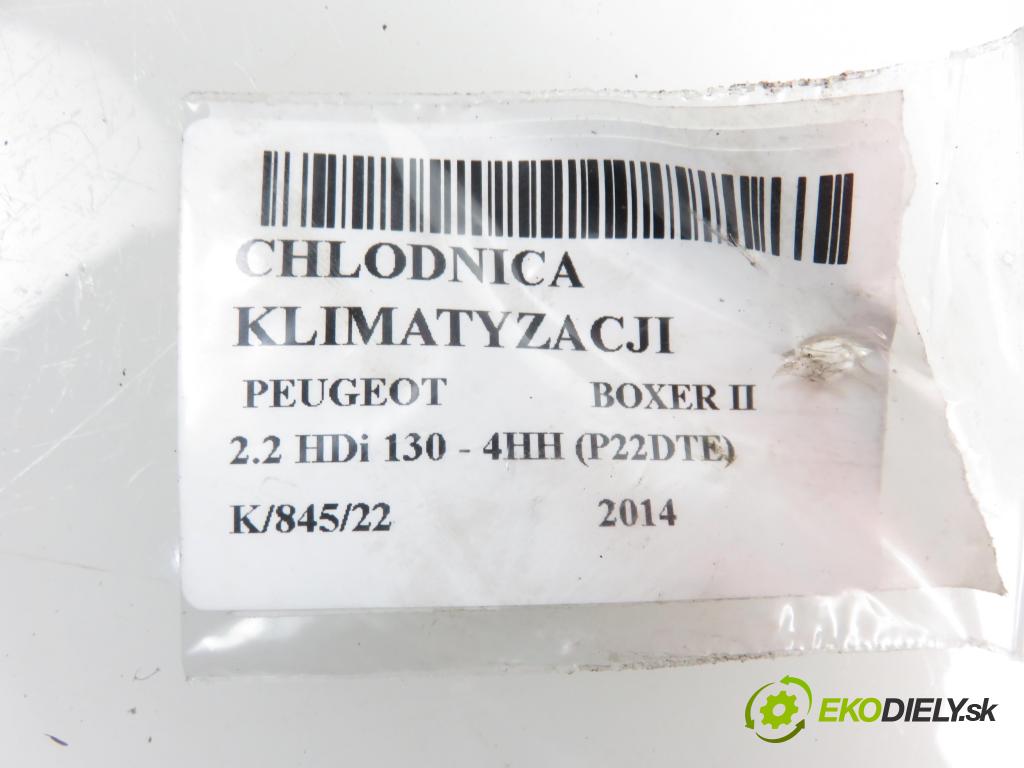 CHLODNICA
KLIMATYZACJI
PEUGEOT BOXER II
2.2 HDi 130 - 4HH (P22DTE)
K/845/22 2014
EKODIELY.sk